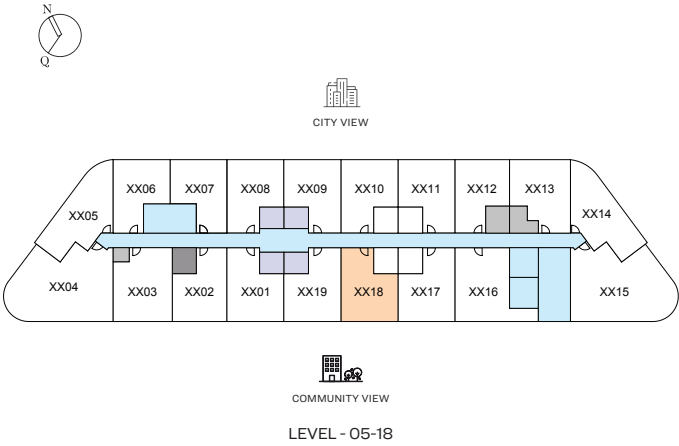 N
Q
CITY VIEW
XX06 XX07 XX08 XX09 XX10 XX11 XX12 XX13
XX05 XX14
XX04 XX03 XX02 XX01 XX19 XX18 XX17 XX16 XX15
COMMUNITY VIEW
LEVEL - 05-18